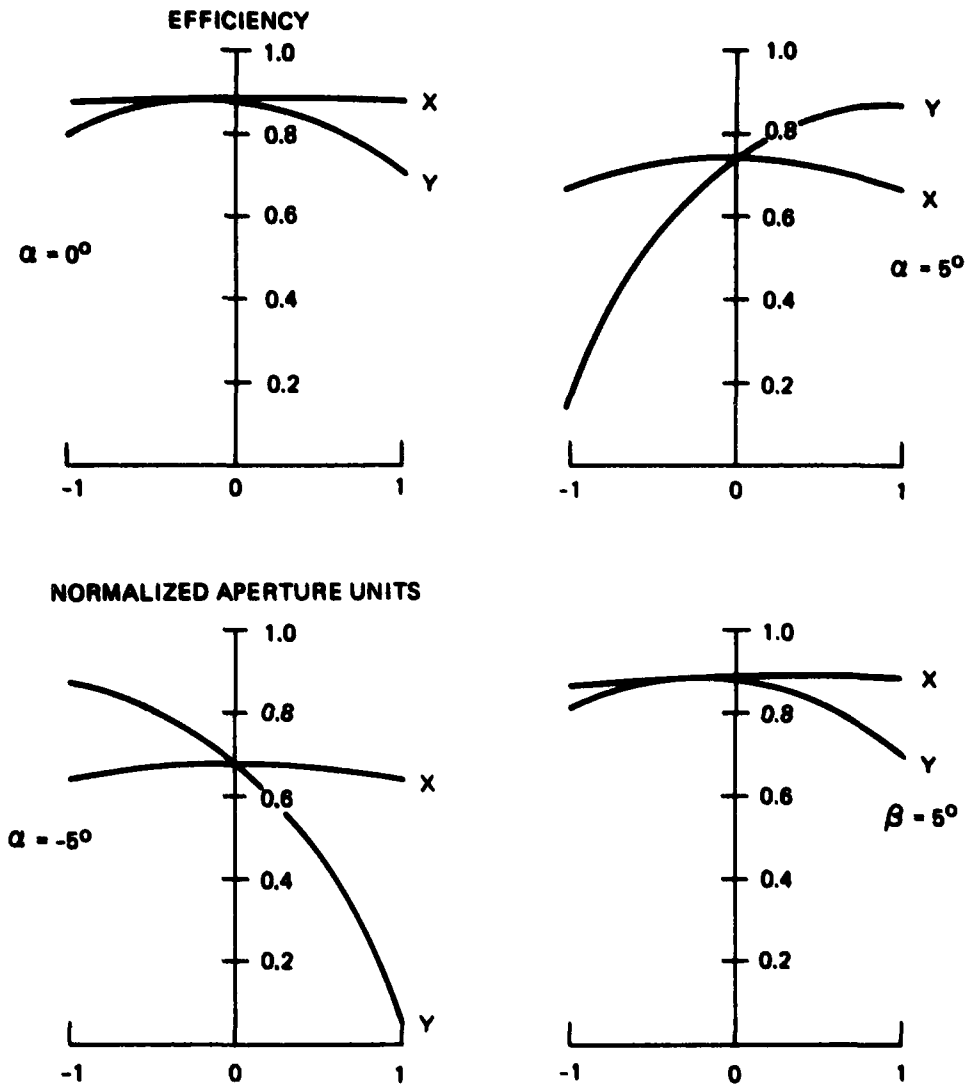 EFFICIENCY
1.0
X
0.8
Y
0.6
α = 0°
0.4
0.2
-1 0 1
1.0
Y
0.8
X
0.6
α = 5°
0.4
0.2
-1 0 1
NORMALIZED APERTURE UNITS
1.0
0.8
X
0.6
α = -5°
0.4
0.2
Y
-1 0 1
1.0
X
0.8
Y
0.6
β = 5°
0.4
0.2
-1 0 1